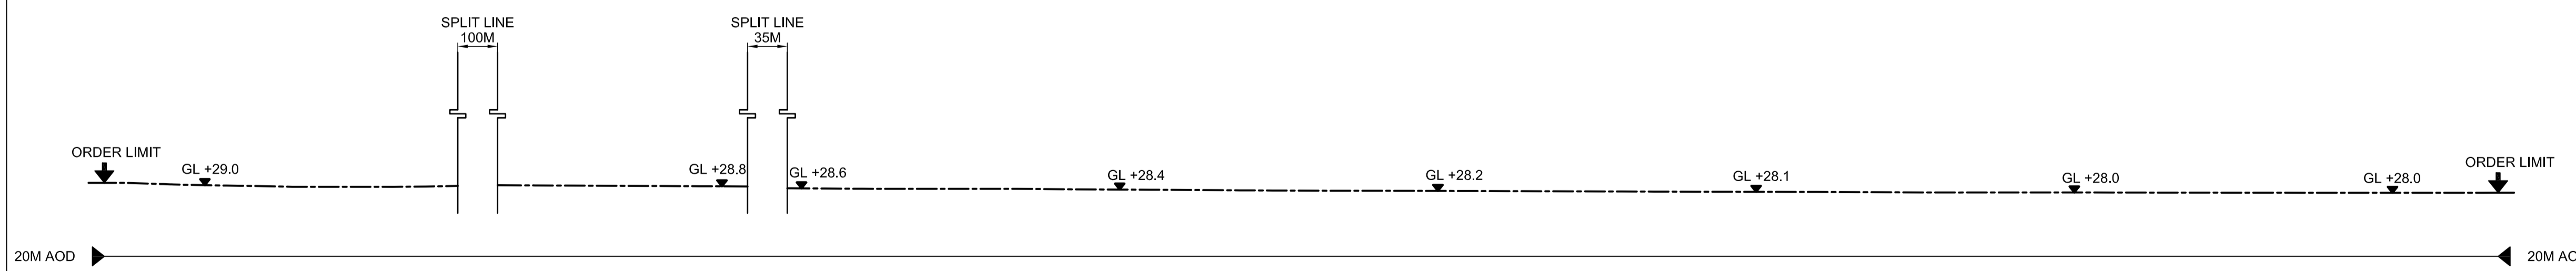 SPLIT LINE
100M
SPLIT LINE
35M
ORDER LIMIT
GL +29.0
GL +28.8
GL +28.6
GL +28.4
GL +28.2
GL +28.1
GL +28.0
GL +28.0
ORDER LIMIT
20M AOD
20M